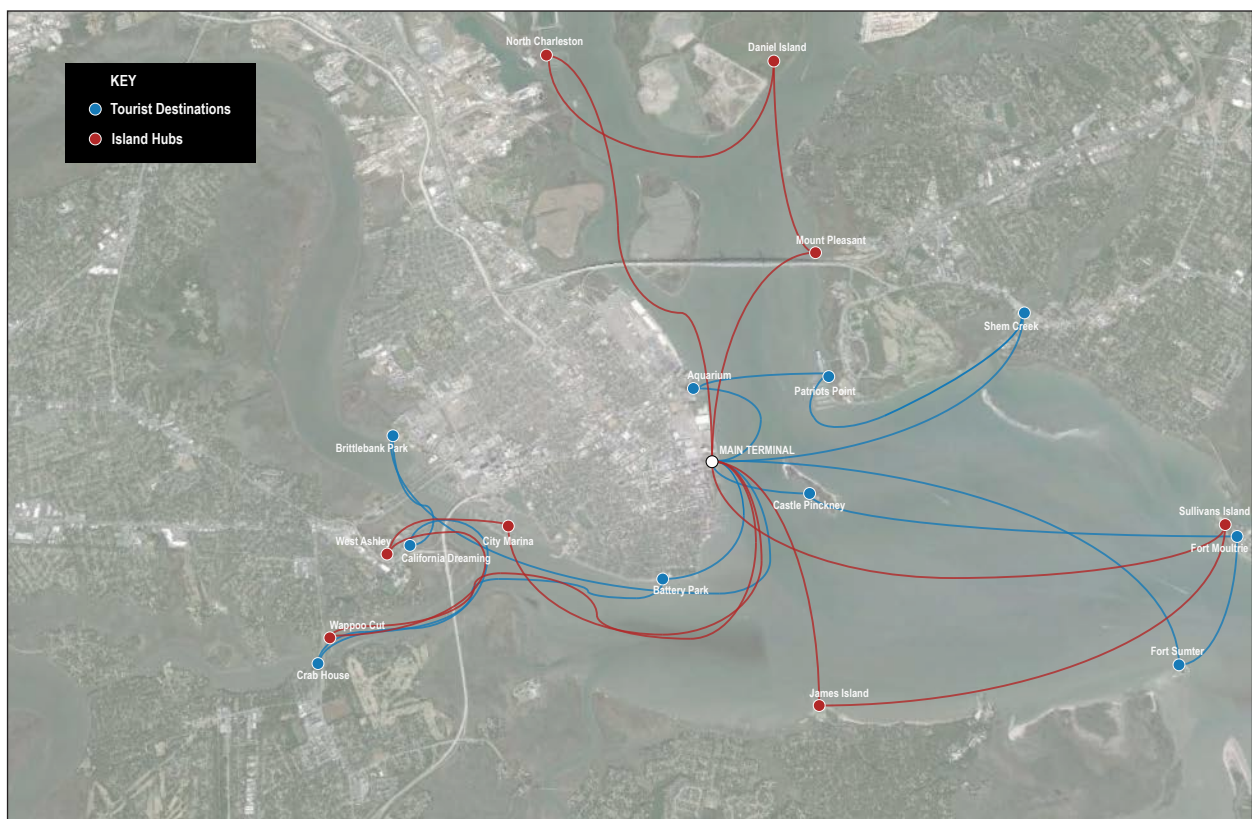 North Charleston
Daniel Island
KEY
Tourist Destinations
Island Hubs
Mount Pleasant
Shem Creek
Aquarium
Patriots Point
Brittlebank Park
MAIN TERMINAL
Castle Pinckney
Sullivans Island
West Ashley
City Marina
California Dreaming
Fort Moultrie
Battery Park
Wappoo Cut
Fort Sumter
Crab House
James Island